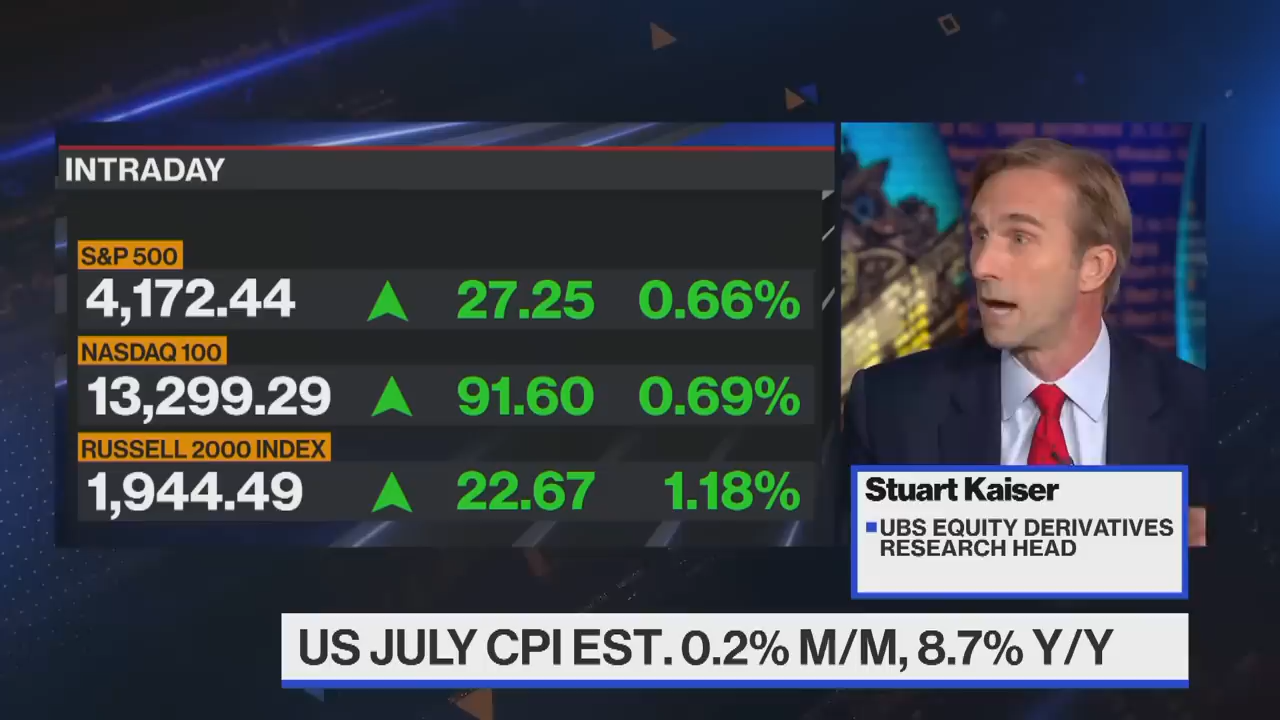 INTRADAY
S&P 500
4,172.44 ▲ 27.25 0.66%
NASDAQ 100
13,299.29 ▲ 91.60 0.69%
RUSSELL 2000 INDEX
1,944.49 ▲ 22.67 1.18%
Stuart Kaiser
UBS EQUITY DERIVATIVES
RESEARCH HEAD
US JULY CPI EST. 0.2% M/M, 8.7% Y/Y